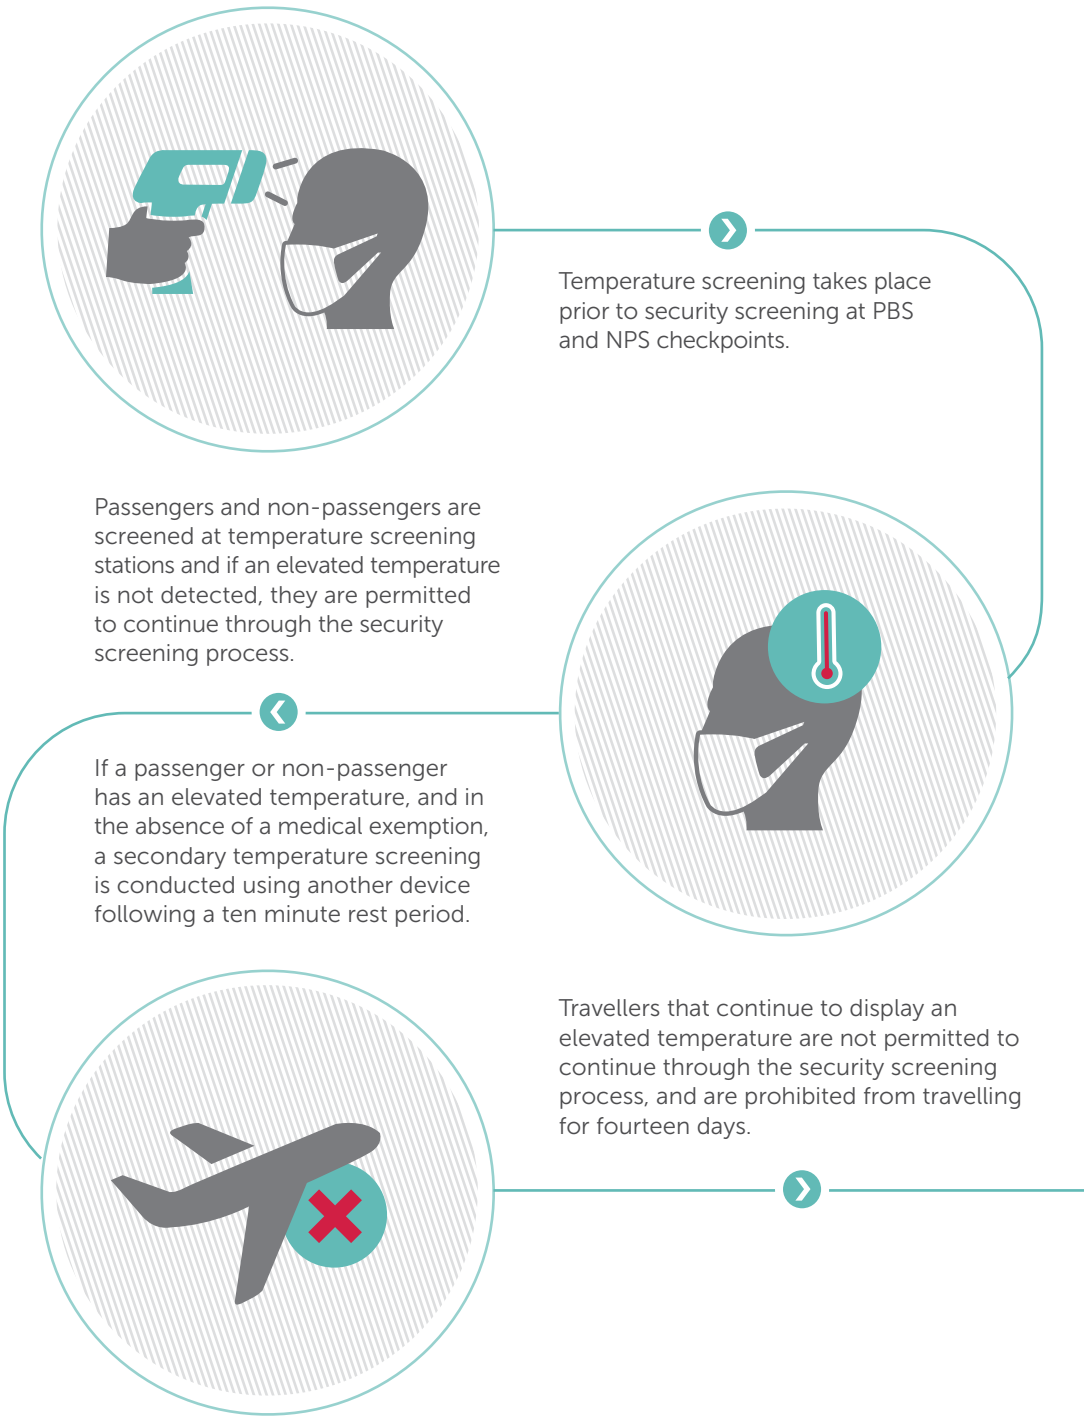 Temperature screening takes place
prior to security screening at PBS
and NPS checkpoints.
Passengers and non-passengers are
screened at temperature screening
stations and if an elevated temperature
is not detected, they are permitted
to continue through the security
screening process.
If a passenger or non-passenger
has an elevated temperature, and in
the absence of a medical exemption,
a secondary temperature screening
is conducted using another device
following a ten minute rest period.
Travellers that continue to display an
elevated temperature are not permitted to
continue through the security screening
process, and are prohibited from travelling
for fourteen days.